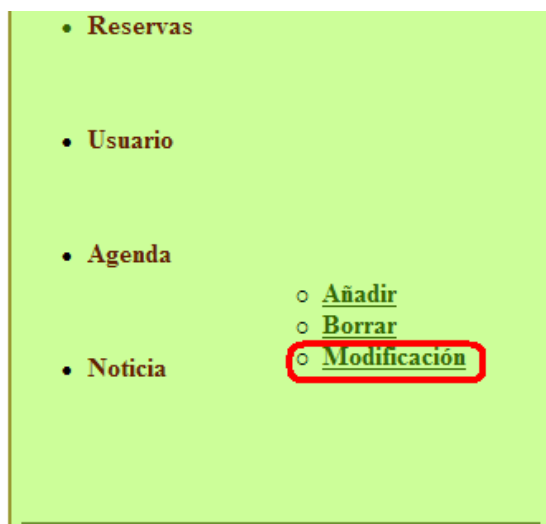 Reservas
Usuario
Agenda
Añadir
Borrar
Modificación
Noticia